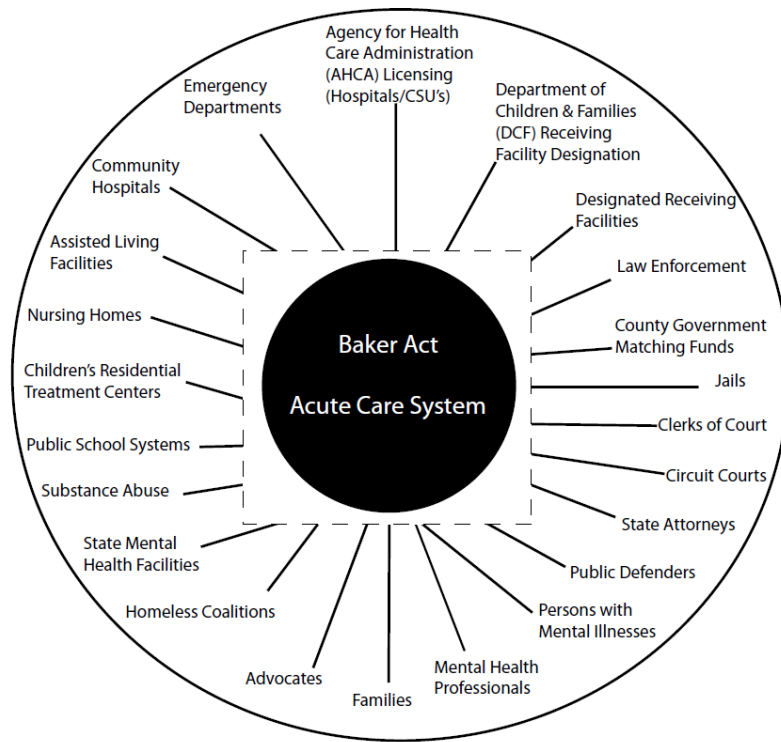 Agency for Health
Care Administration
(AHCA) Licensing
(Hospitals/CSU's)
Department of
Children & Families
(DCF) Receiving
Facility Designation
Designated Receiving
Facilities
Law Enforcement
County Government
Matching Funds
Jails
Clerks of Court
Circuit Courts
State Attorneys
Public Defenders
Persons with
Mental Illnesses
Mental Health
Professionals
Families
Advocates
Homeless Coalitions
State Mental
Health Facilities
Substance Abuse
Public School Systems
Children's Residential
Treatment Centers
Nursing Homes
Assisted Living
Facilities
Community
Hospitals
Emergency
Departments
Baker Act
Acute Care System